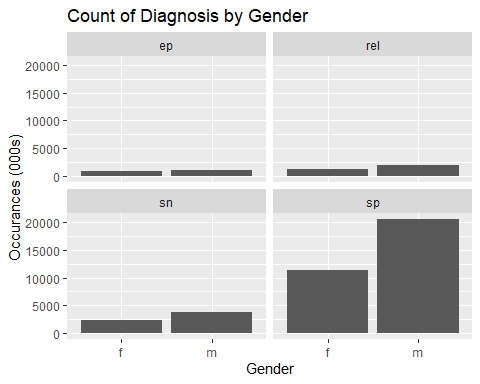 Count of Diagnosis by Gender
ep rel
20000
15000
10000
5000
0
sn sp
20000
15000
10000
5000
0
f m f m
Occurances (000s)
Gender